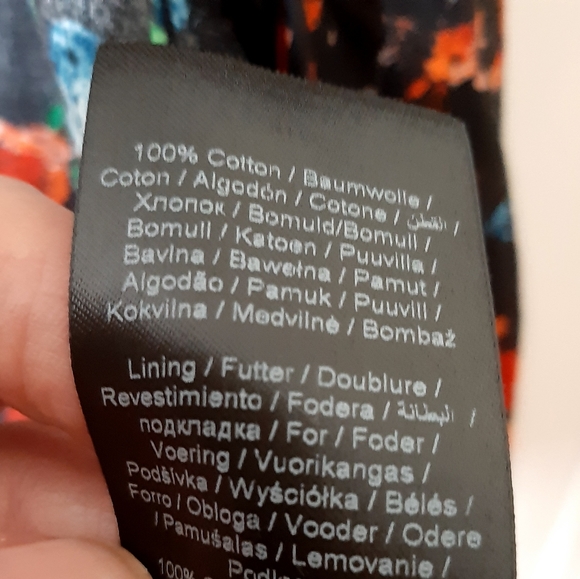 100% Cotton / Baumwolle /
Coton / Algodón / Cotone / القطن /
Хлопок / Bomuld/Bomull /
Bomull / Katoen / Puuvilla /
Bavlna / Bawełna / Pamut /
Algodão / Pamuk / Puuvill /
Kokvilna / Medvilnė / Bombaž
Lining / Futter / Doublure /
Revestimiento / Fodera / البطانة /
подкладка / For / Foder /
Voering / Vuorikangas /
Podšívka / Wyściółka / Bélés /
Forro / Obloga / Vooder / Odere
/ Pamušalas / Lemovanie /
100%